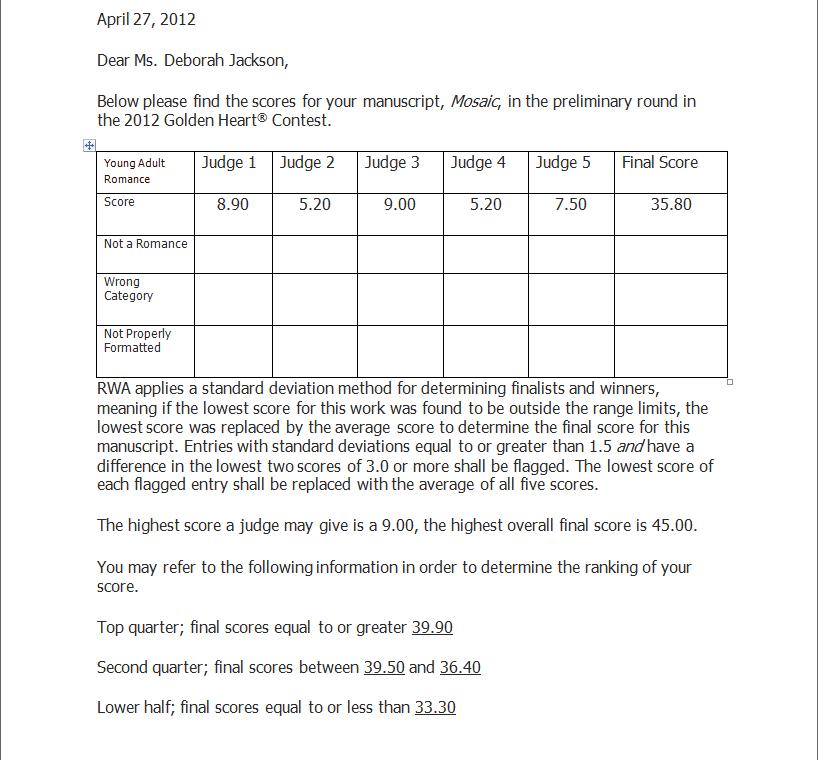 April 27, 2012
Dear Ms. Deborah Jackson,
Below please find the scores for your manuscript, Mosaic, in the preliminary round in
the 2012 Golden Heart® Contest.
Young Adult Romance Judge 1 Judge 2 Judge 3 Judge 4 Judge 5 Final Score
Score 8.90 5.20 9.00 5.20 7.50 35.80
Not a Romance
Wrong
Category
Not Properly
Formatted
RWA applies a standard deviation method for determining finalists and winners,
meaning if the lowest score for this work was found to be outside the range limits, the
lowest score was replaced by the average score to determine the final score for this
manuscript. Entries with standard deviations equal to or greater than 1.5 and have a
difference in the lowest two scores of 3.0 or more shall be flagged. The lowest score of
each flagged entry shall be replaced with the average of all five scores.
The highest score a judge may give is a 9.00, the highest overall final score is 45.00.
You may refer to the following information in order to determine the ranking of your
score.
Top quarter; final scores equal to or greater 39.90
Second quarter; final scores between 39.50 and 36.40
Lower half; final scores equal to or less than 33.30